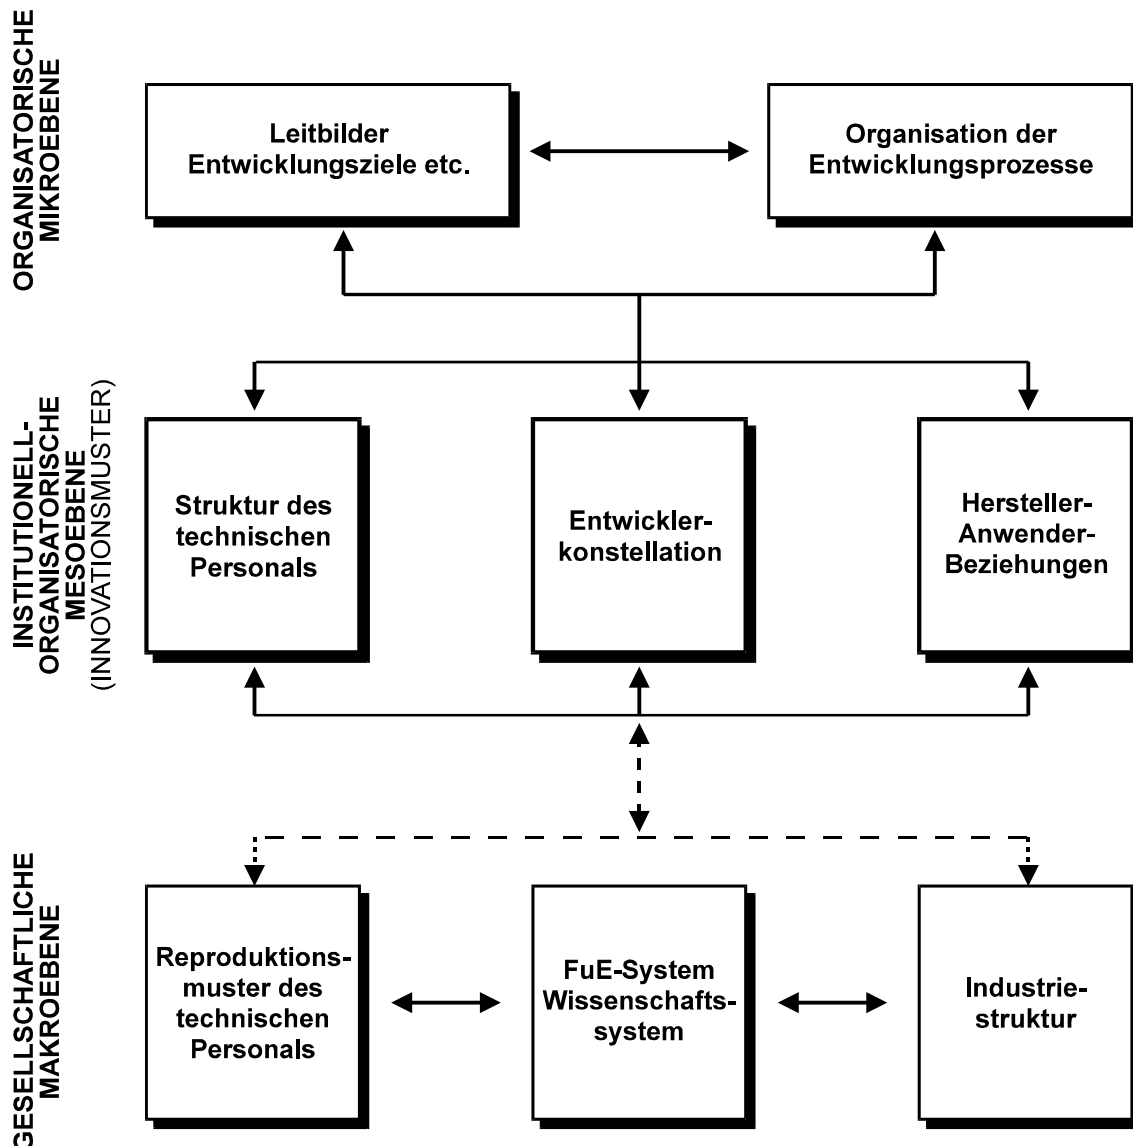 ORGANISATORISCHE
MIKROEBENE
Leitbilder
Entwicklungsziele etc.
Organisation der
Entwicklungsprozesse
INSTITUTIONELL-
ORGANISATORISCHE
MESOEBENE
(INNOVATIONSMUSTER)
Struktur des
technischen
Personals
Entwickler-
konstellation
Hersteller-
Anwender-
Beziehungen
GESELLSCHAFTLICHE
MAKROEBENE
Reproduktions-
muster des
technischen
Personals
FuE-System
Wissenschafts-
system
Industrie-
struktur